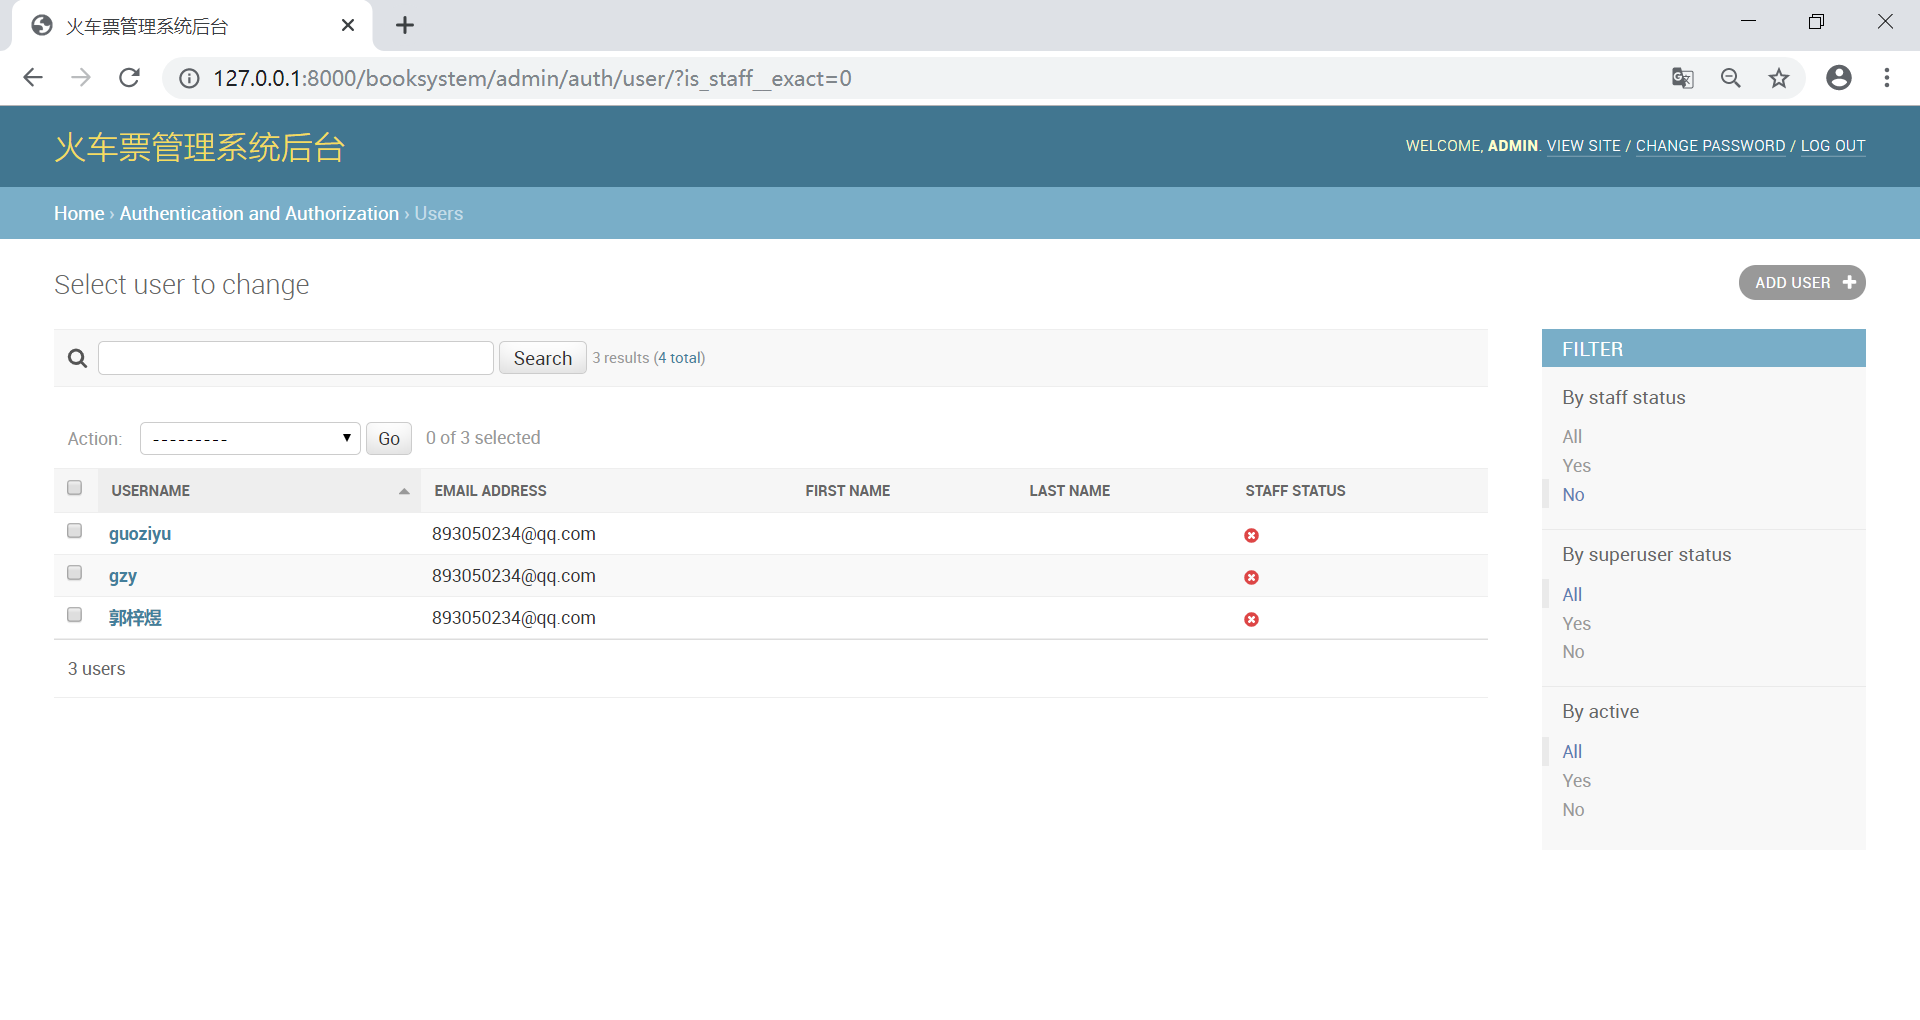 火车票管理系统后台
127.0.0.1:8000/booksystem/admin/auth/user/?is_staff__exact=0
火车票管理系统后台
WELCOME, ADMIN. VIEW SITE / CHANGE PASSWORD / LOG OUT
Home › Authentication and Authorization › Users
Select user to change
ADD USER +
Search 3 results (4 total)
Action: --------- Go 0 of 3 selected
USERNAME EMAIL ADDRESS FIRST NAME LAST NAME STAFF STATUS
guoziyu 893050234@qq.com
gzy 893050234@qq.com
郭梓煜 893050234@qq.com
3 users
FILTER
By staff status
All
Yes
No
By superuser status
All
Yes
No
By active
All
Yes
No